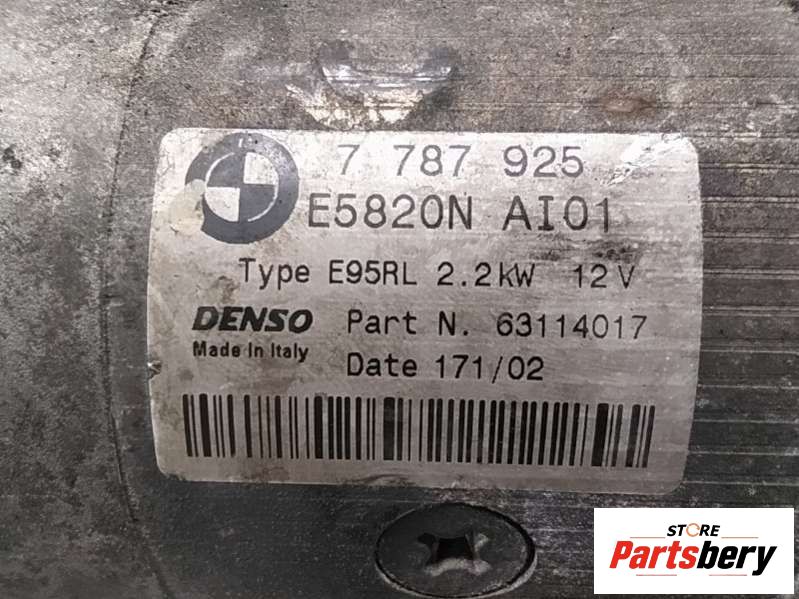 7 787 925
E5820N AI01
Type E95RL 2.2kW 12V
DENSO Part N. 63114017
Made In Italy
Date 171/02
STORE
Partsbery